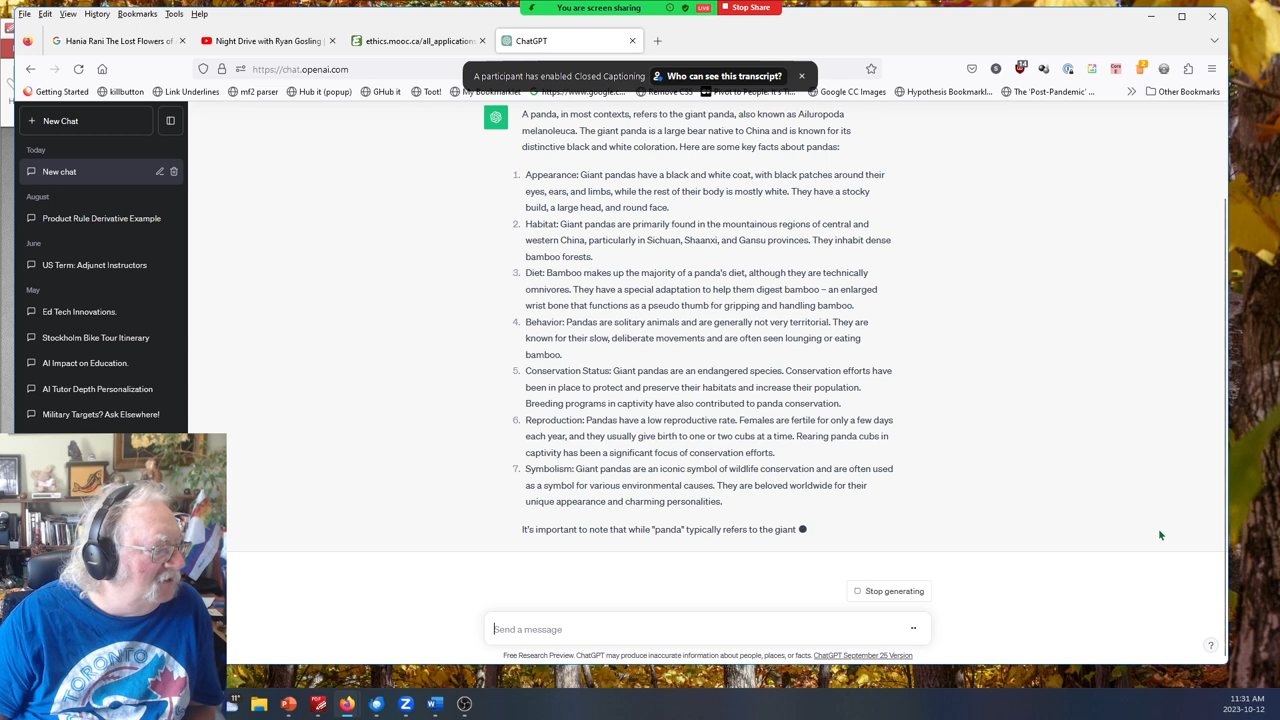 You are screen sharing
LIVE
Stop Share
File Edit View History Bookmarks Tools Help
Hania Rani The Lost Flowers of
Night Drive with Ryan Gosling |
ethics.mooc.ca/all_applications
ChatGPT
https://chat.openai.com
A participant has enabled Closed Captioning
Who can see this transcript?
Getting Started
killbutton
Link Underlines
mf2 parser
Hub it (popup)
GHub it
Toot!
My Bookmarklet
https://www.google.c...
Remove CSS
Pivot to People. It's T...
Google CC Images
Hypothesis Bookmarkl...
The 'Post-Pandemic' ...
Other Bookmarks
New Chat
Today
New chat
August
Product Rule Derivative Example
June
US Term: Adjunct Instructors
May
Ed Tech Innovations.
Stockholm Bike Tour Itinerary
AI Impact on Education.
AI Tutor Depth Personalization
Military Targets? Ask Elsewhere!
A panda, in most contexts, refers to the giant panda, also known as Ailuropoda
melanoleuca. The giant panda is a large bear native to China and is known for its
distinctive black and white coloration. Here are some key facts about pandas:
1. Appearance: Giant pandas have a black and white coat, with black patches around their
eyes, ears, and limbs, while the rest of their body is mostly white. They have a stocky
build, a large head, and round face.
2. Habitat: Giant pandas are primarily found in the mountainous regions of central and
western China, particularly in Sichuan, Shaanxi, and Gansu provinces. They inhabit dense
bamboo forests.
3. Diet: Bamboo makes up the majority of a panda's diet, although they are technically
omnivores. They have a special adaptation to help them digest bamboo – an enlarged
wrist bone that functions as a pseudo thumb for gripping and handling bamboo.
4. Behavior: Pandas are solitary animals and are generally not very territorial. They are
known for their slow, deliberate movements and are often seen lounging or eating
bamboo.
5. Conservation Status: Giant pandas are an endangered species. Conservation efforts have
been in place to protect and preserve their habitats and increase their population.
Breeding programs in captivity have also contributed to panda conservation.
6. Reproduction: Pandas have a low reproductive rate. Females are fertile for only a few days
each year, and they usually give birth to one or two cubs at a time. Rearing panda cubs in
captivity has been a significant focus of conservation efforts.
7. Symbolism: Giant pandas are an iconic symbol of wildlife conservation and are often used
as a symbol for various environmental causes. They are beloved worldwide for their
unique appearance and charming personalities.
It's important to note that while "panda" typically refers to the giant
Stop generating
Send a message
Free Research Preview. ChatGPT may produce inaccurate information about people, places, or facts. ChatGPT September 25 Version
?
TORONTO
11°
11:31 AM
2023-10-12